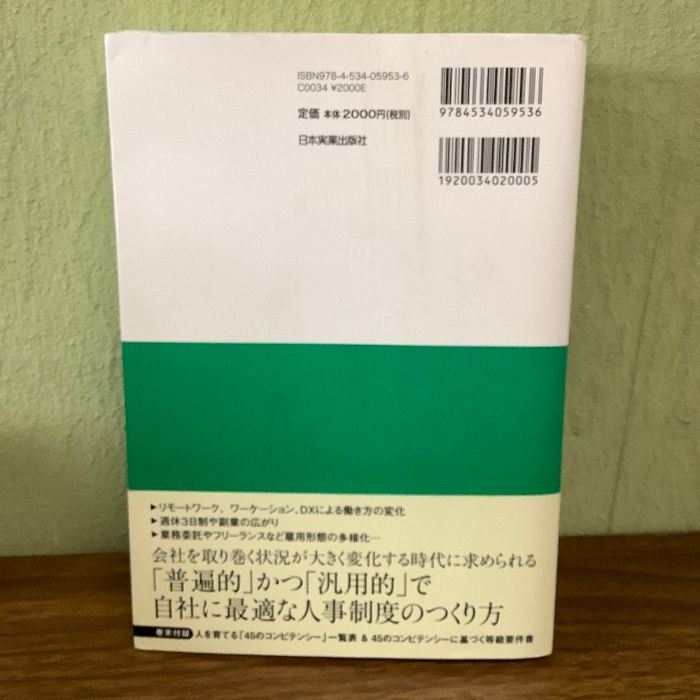 ISBN978-4-534-05953-6
C0034 ¥2000E
定価 本体2000円(税別)
日本実業出版社
9784534059536
1920034020005
▶リモートワーク、ワーケーション、DXによる働き方の変化
▶週休3日制や副業の広がり
▶業務委託やフリーランスなど雇用形態の多様化…
会社を取り巻く状況が大きく変化する時代に求められる
「普遍的」かつ「汎用的」で
自社に最適な人事制度のつくり方
巻末付録 人を育てる「45のコンピテンシー」一覧表 & 45のコンピテンシーに基づく等級要件書